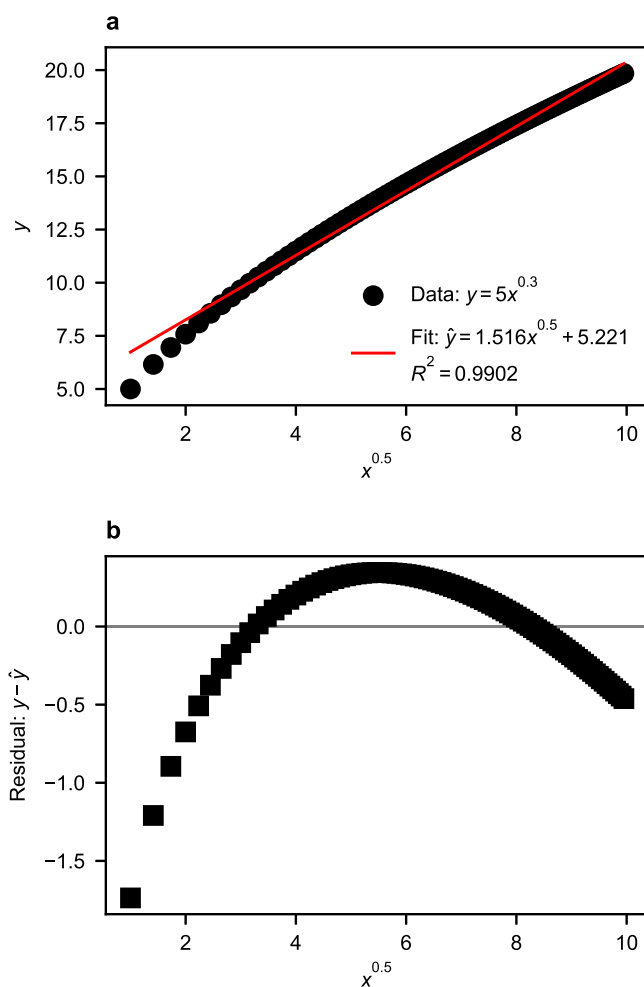 a
20.0
17.5
15.0
12.5
10.0
7.5
5.0
y
Data: y = 5x^0.3
Fit: ŷ = 1.516x^0.5 + 5.221
R^2 = 0.9902
2 4 6 8 10
x^0.5
b
0.0
−0.5
−1.0
−1.5
Residual: y − ŷ
2 4 6 8 10
x^0.5